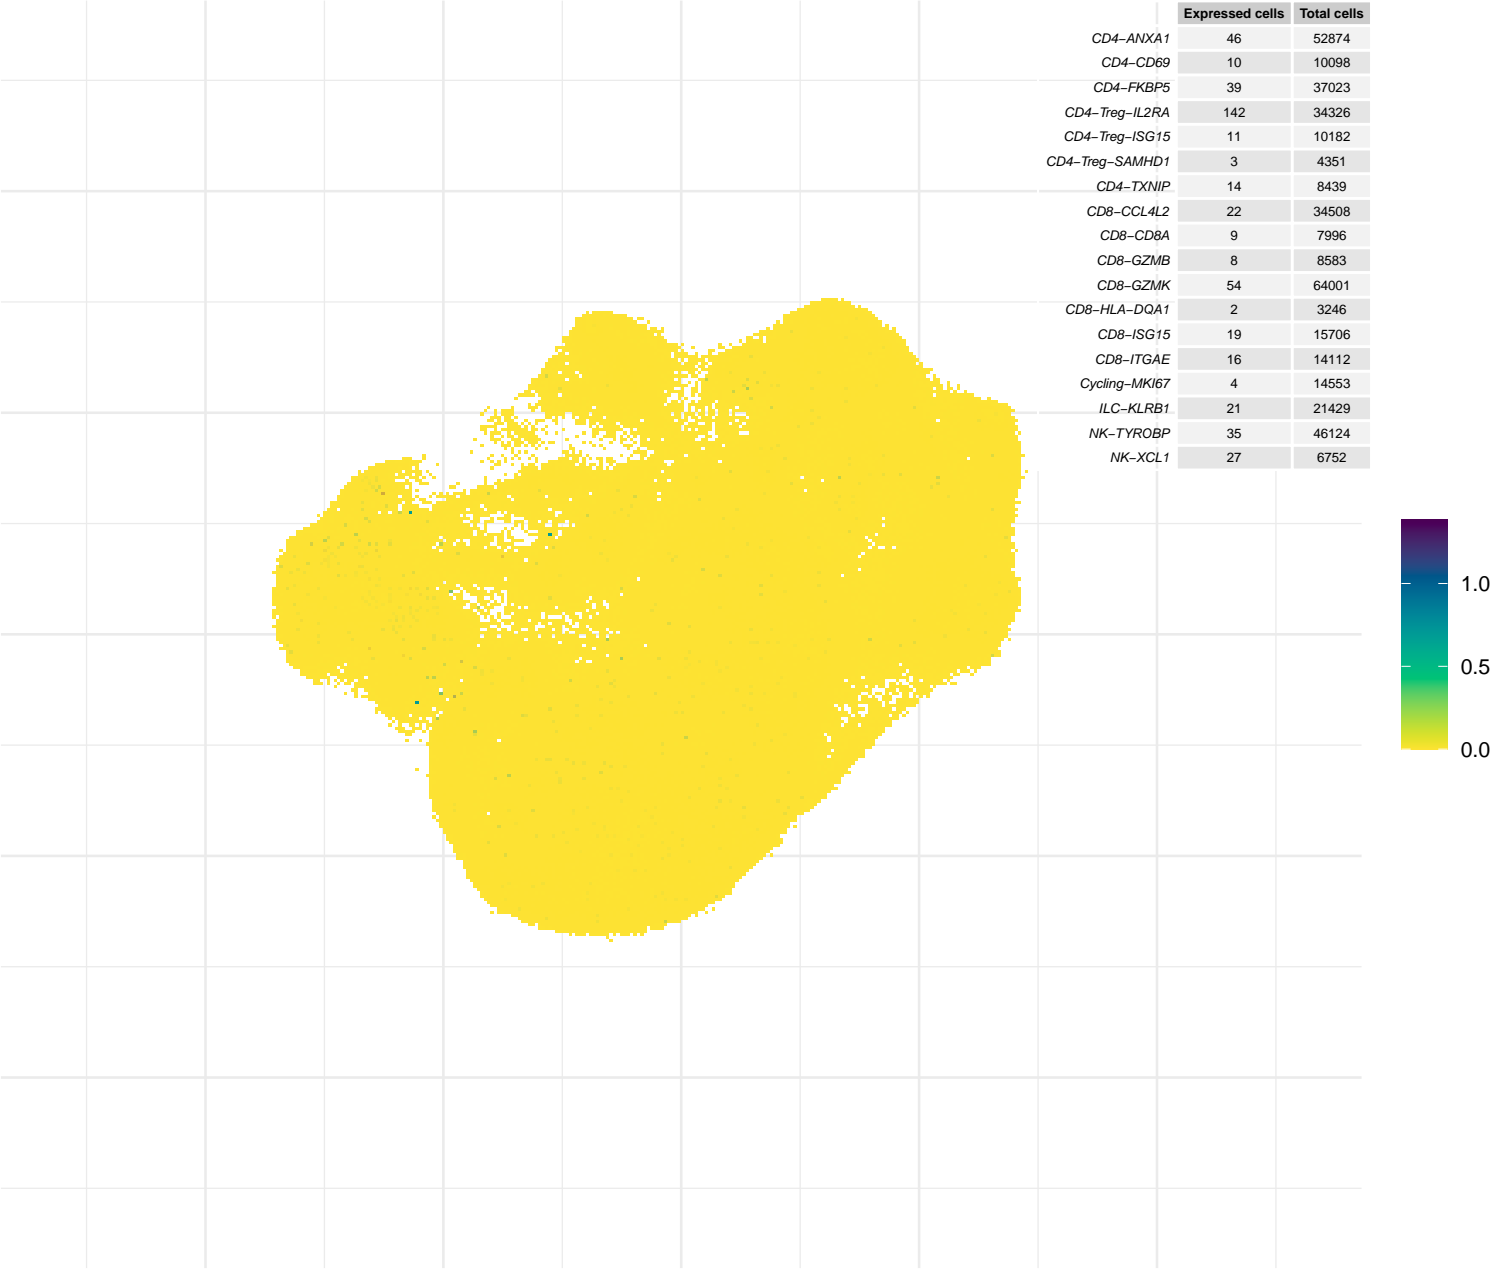 Expressed cells Total cells
CD4−ANXA1 46 52874
CD4−CD69 10 10098
CD4−FKBP5 39 37023
CD4−Treg−IL2RA 142 34326
CD4−Treg−ISG15 11 10182
CD4−Treg−SAMHD1 3 4351
CD4−TXNIP 14 8439
CD8−CCL4L2 22 34508
CD8−CD8A 9 7996
CD8−GZMB 8 8583
CD8−GZMK 54 64001
CD8−HLA−DQA1 2 3246
CD8−ISG15 19 15706
CD8−ITGAE 16 14112
Cycling−MKI67 4 14553
ILC−KLRB1 21 21429
NK−TYROBP 35 46124
NK−XCL1 27 6752
1.0
0.5
0.0